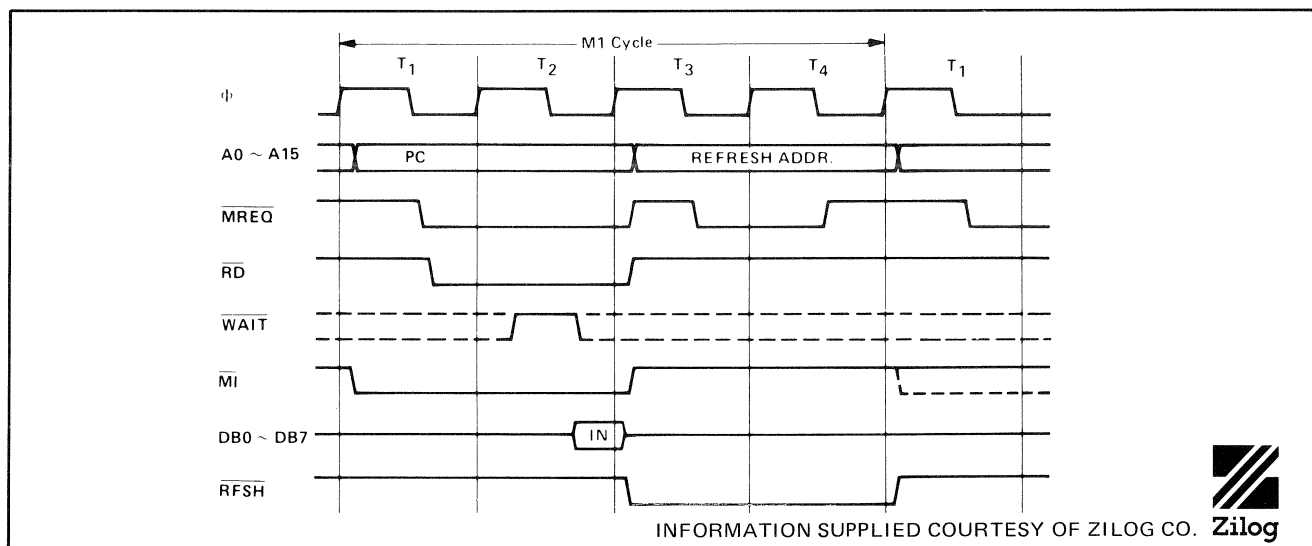 M1 Cycle
T1 T2 T3 T4 T1
Φ
A0 ~ A15 PC REFRESH ADDR.
MREQ
RD
WAIT
MI
DB0 ~ DB7 IN
RFSH
INFORMATION SUPPLIED COURTESY OF ZILOG CO. Zilog